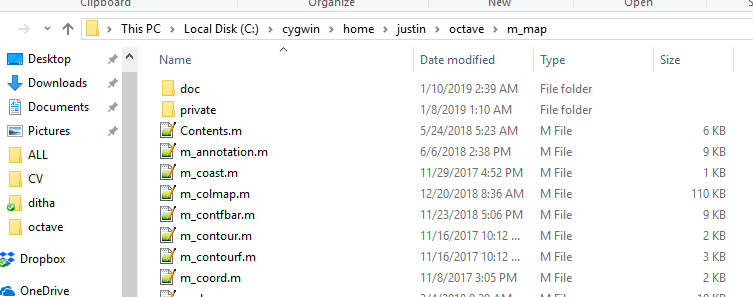 Clipboard Organize New Open
This PC > Local Disk (C:) > cygwin > home > justin > octave > m_map
Name Date modified Type Size
Desktop
Downloads
Documents
Pictures
ALL
CV
ditha
octave
Dropbox
OneDrive
doc 1/10/2019 2:39 AM File folder
private 1/8/2019 1:10 AM File folder
Contents.m 5/24/2018 5:23 AM M File 6 KB
m_annotation.m 6/6/2018 2:38 PM M File 9 KB
m_coast.m 11/29/2017 4:52 PM M File 1 KB
m_colmap.m 12/20/2018 8:36 AM M File 110 KB
m_contfbar.m 11/23/2018 5:06 PM M File 9 KB
m_contour.m 11/16/2017 10:12 ... M File 2 KB
m_contourf.m 11/16/2017 10:12 ... M File 3 KB
m_coord.m 11/8/2017 3:05 PM M File 2 KB